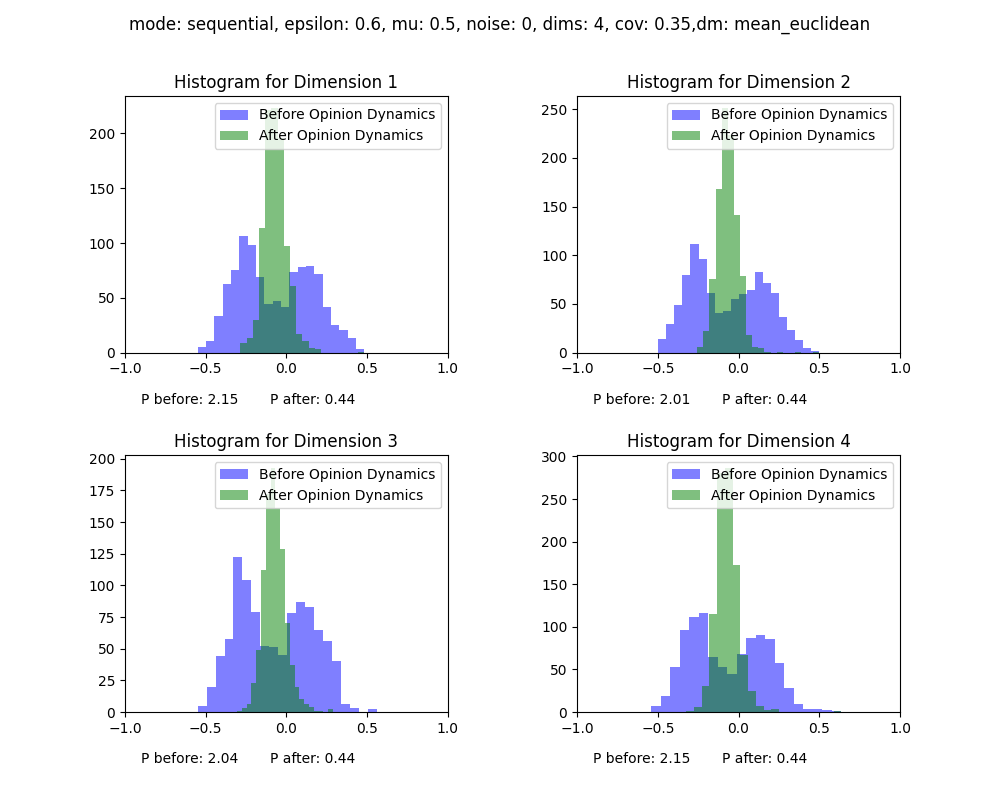 mode: sequential, epsilon: 0.6, mu: 0.5, noise: 0, dims: 4, cov: 0.35,dm: mean_euclidean
Histogram for Dimension 1
Before Opinion Dynamics
After Opinion Dynamics
200
150
100
50
0
−1.0 −0.5 0.0 0.5 1.0
P before: 2.15 P after: 0.44
Histogram for Dimension 2
Before Opinion Dynamics
After Opinion Dynamics
250
200
150
100
50
0
−1.0 −0.5 0.0 0.5 1.0
P before: 2.01 P after: 0.44
Histogram for Dimension 3
Before Opinion Dynamics
After Opinion Dynamics
200
175
150
125
100
75
50
25
0
−1.0 −0.5 0.0 0.5 1.0
P before: 2.04 P after: 0.44
Histogram for Dimension 4
Before Opinion Dynamics
After Opinion Dynamics
300
250
200
150
100
50
0
−1.0 −0.5 0.0 0.5 1.0
P before: 2.15 P after: 0.44